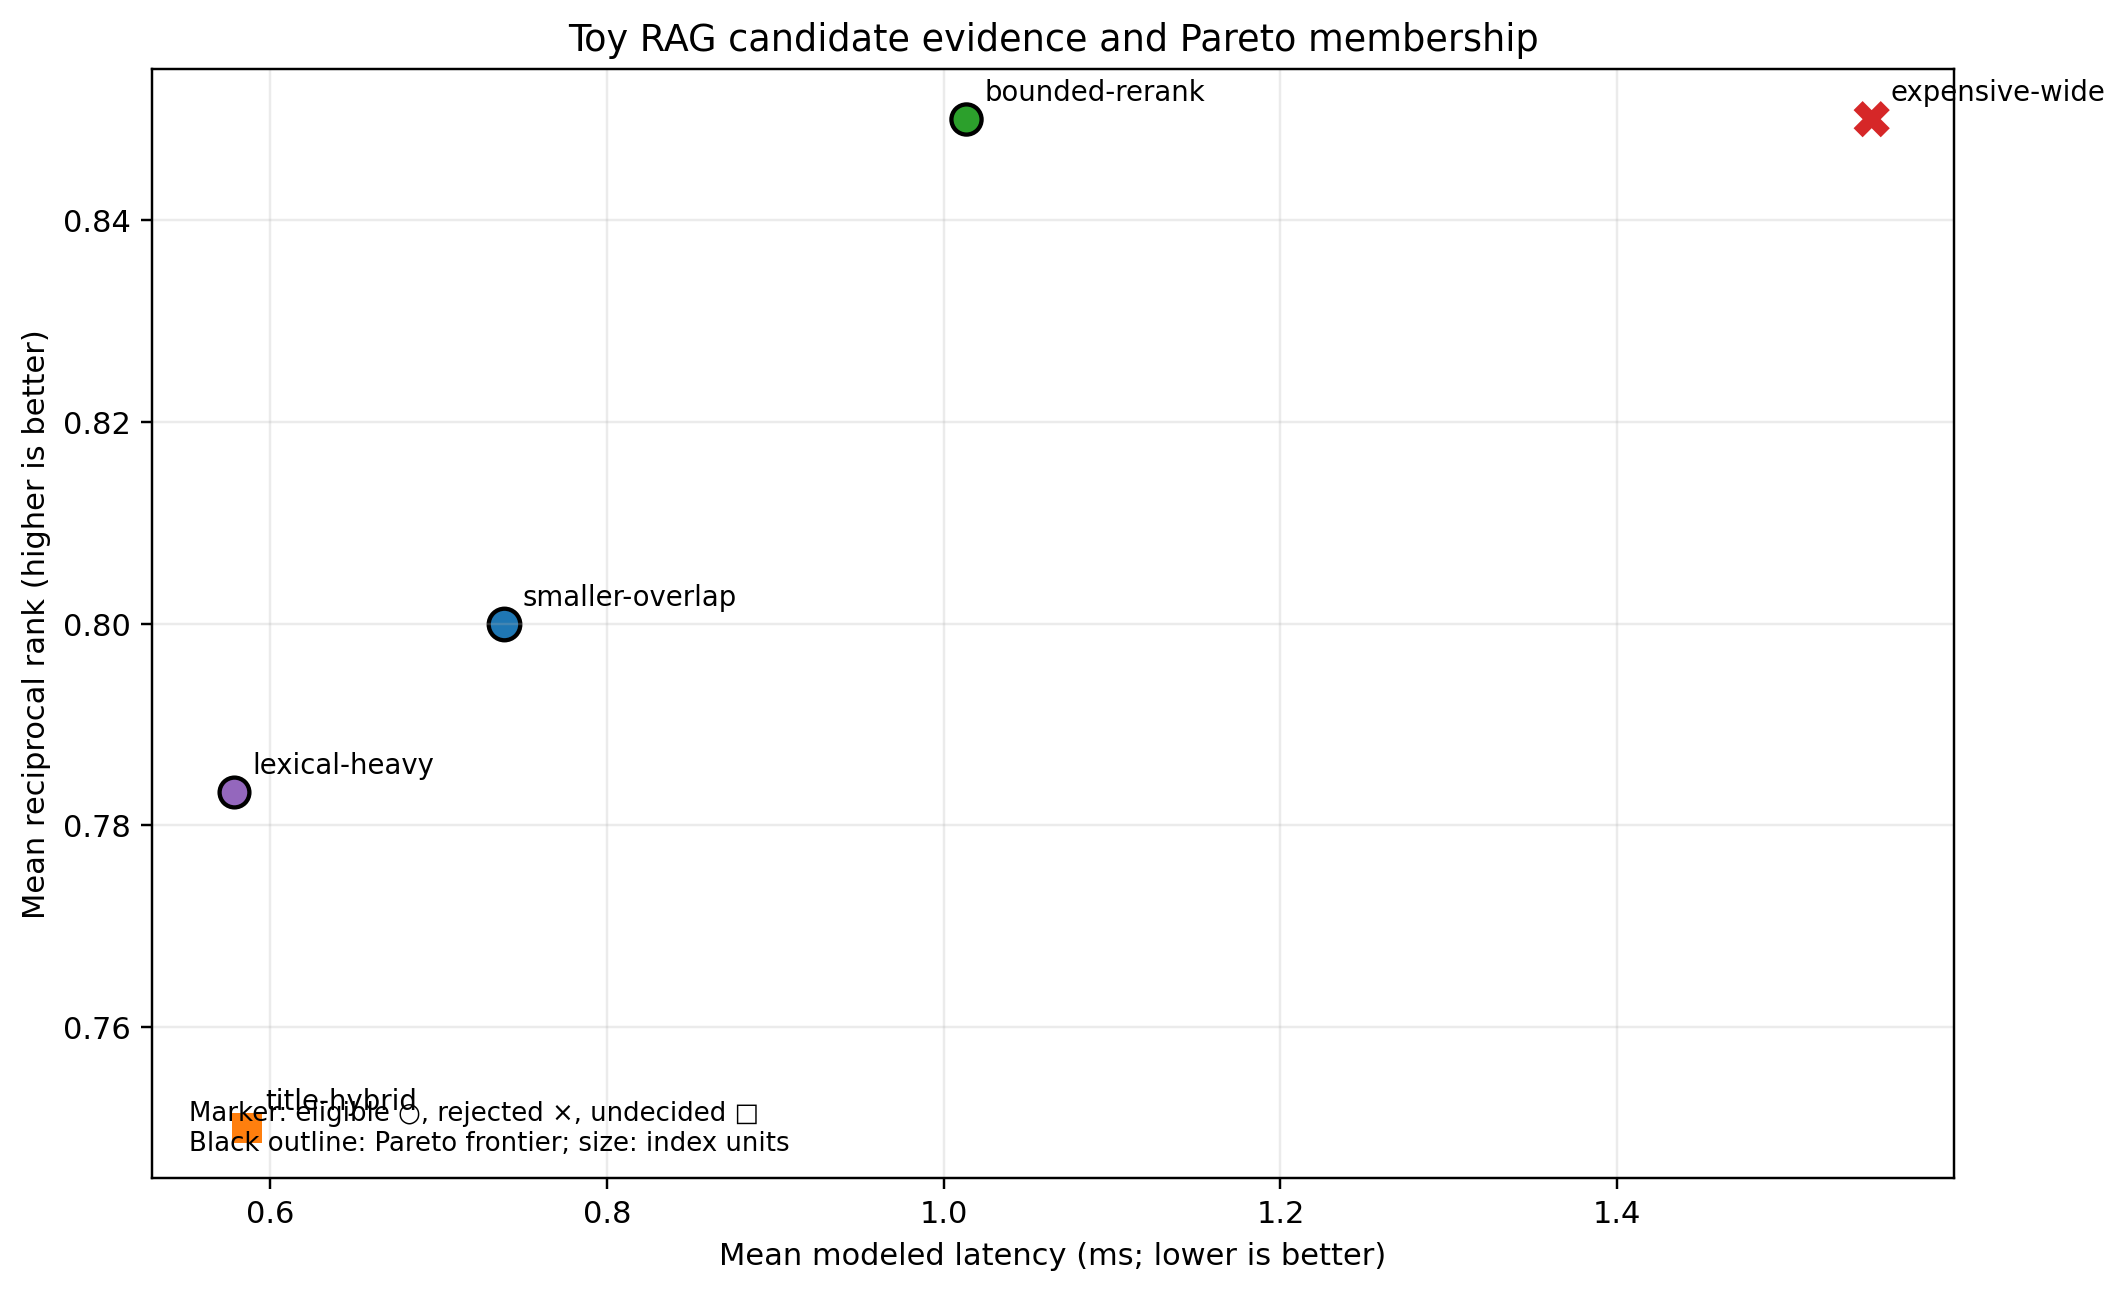 Toy RAG candidate evidence and Pareto membership
bounded-rerank
expensive-wide
0.84
0.82
smaller-overlap
0.80
lexical-heavy
0.78
0.76
title-hybrid
Marker: eligible ○, rejected ×, undecided □
Black outline: Pareto frontier; size: index units
0.6 0.8 1.0 1.2 1.4
Mean modeled latency (ms; lower is better)
Mean reciprocal rank (higher is better)